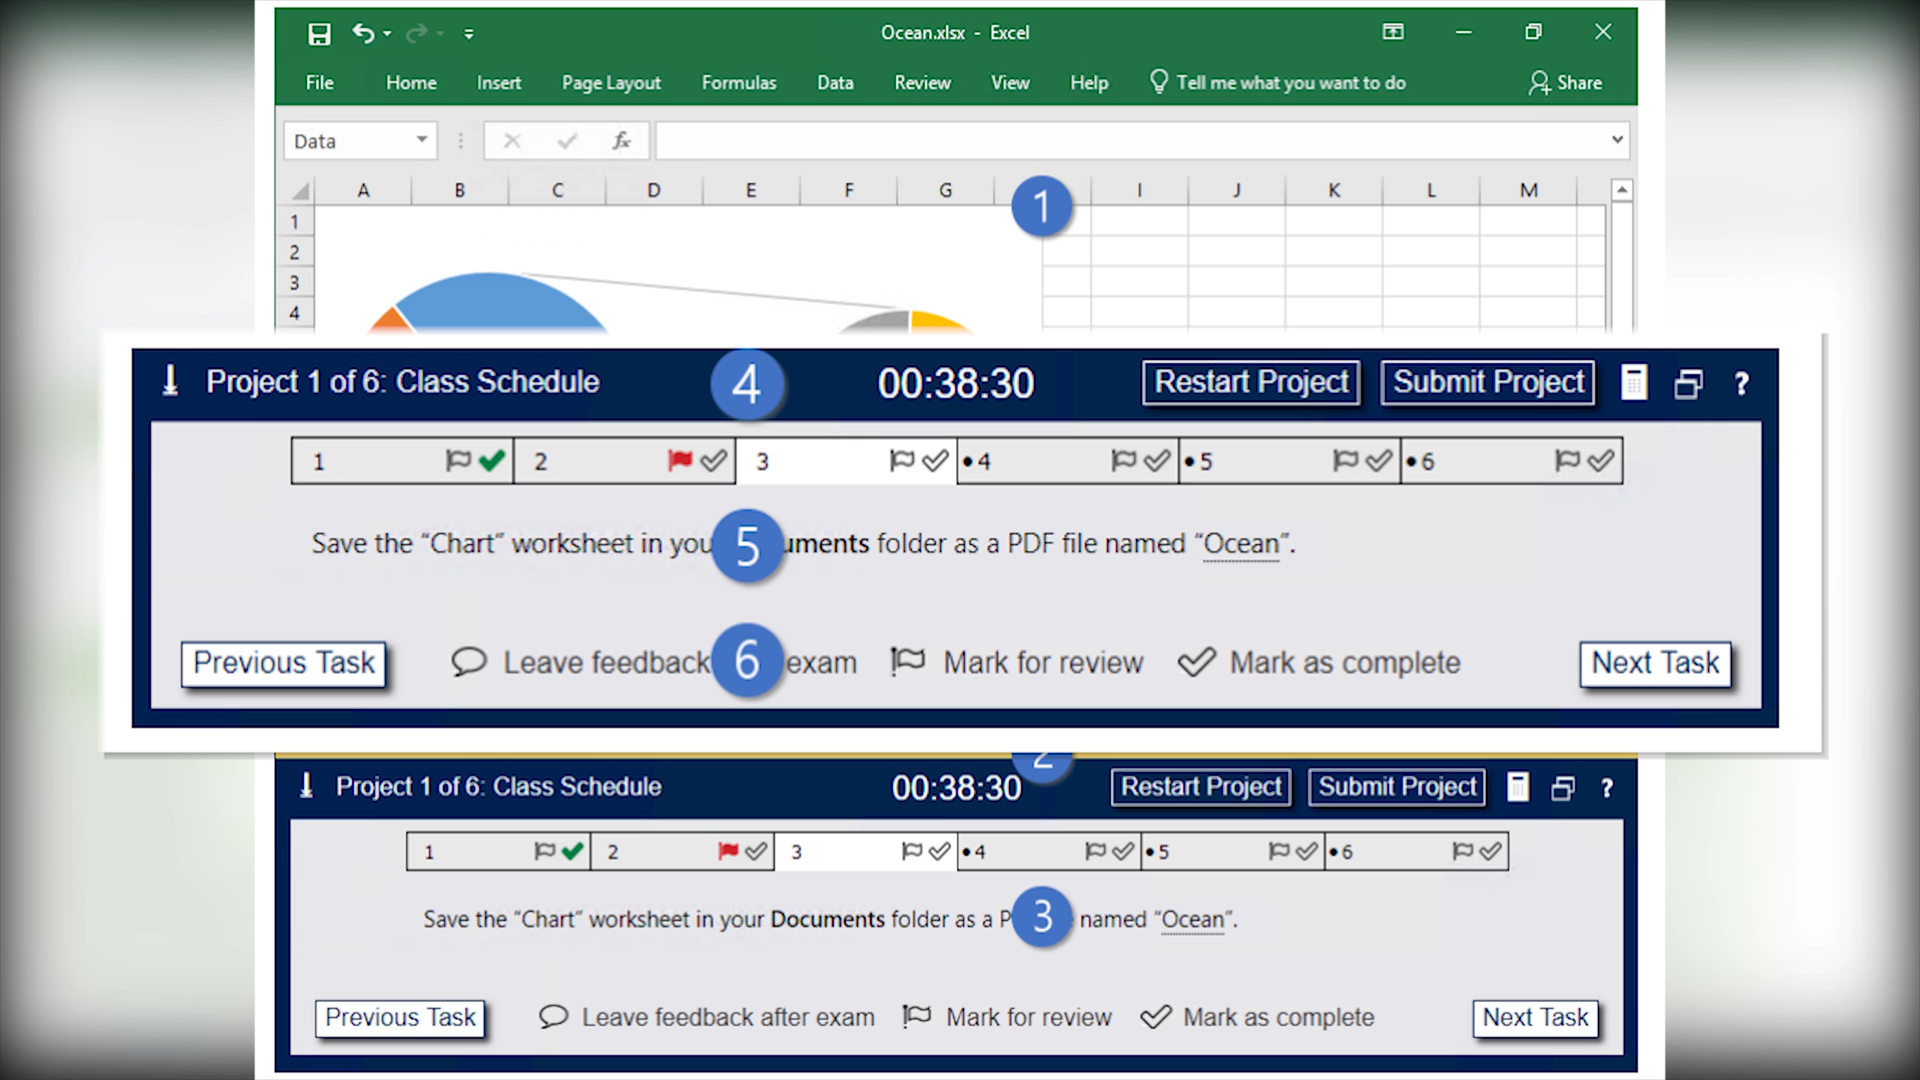 Ocean.xlsx - Excel
File Home Insert Page Layout Formulas Data Review View Help Tell me what you want to do Share
Data fx
A B C D E F G I J K L M
1
1
2
3
4
Project 1 of 6: Class Schedule 4 00:38:30 Restart Project Submit Project ?
1 2 3 •4 •5 •6
Save the “Chart” worksheet in you 5 uments folder as a PDF file named “Ocean”.
Previous Task Leave feedback 6 exam Mark for review Mark as complete Next Task
2
Project 1 of 6: Class Schedule 00:38:30 Restart Project Submit Project ?
1 2 3 •4 •5 •6
Save the “Chart” worksheet in your Documents folder as a P 3 named “Ocean”.
Previous Task Leave feedback after exam Mark for review Mark as complete Next Task